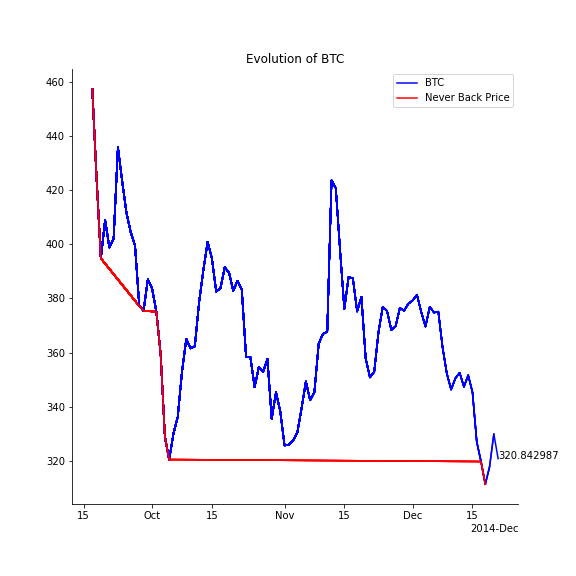 Evolution of BTC
BTC
Never Back Price
460
440
420
400
380
360
340
320
320.842987
15
Oct
15
Nov
15
Dec
15
2014-Dec